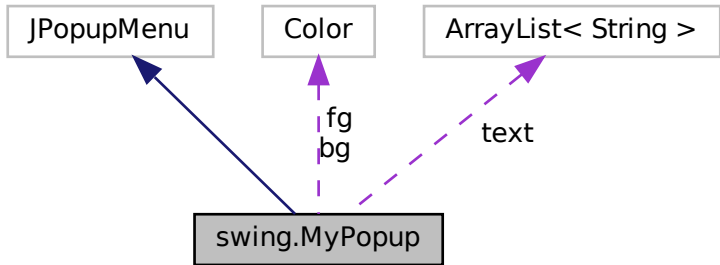 JPopupMenu
Color
ArrayList< String >
fg
bg
text
swing.MyPopup